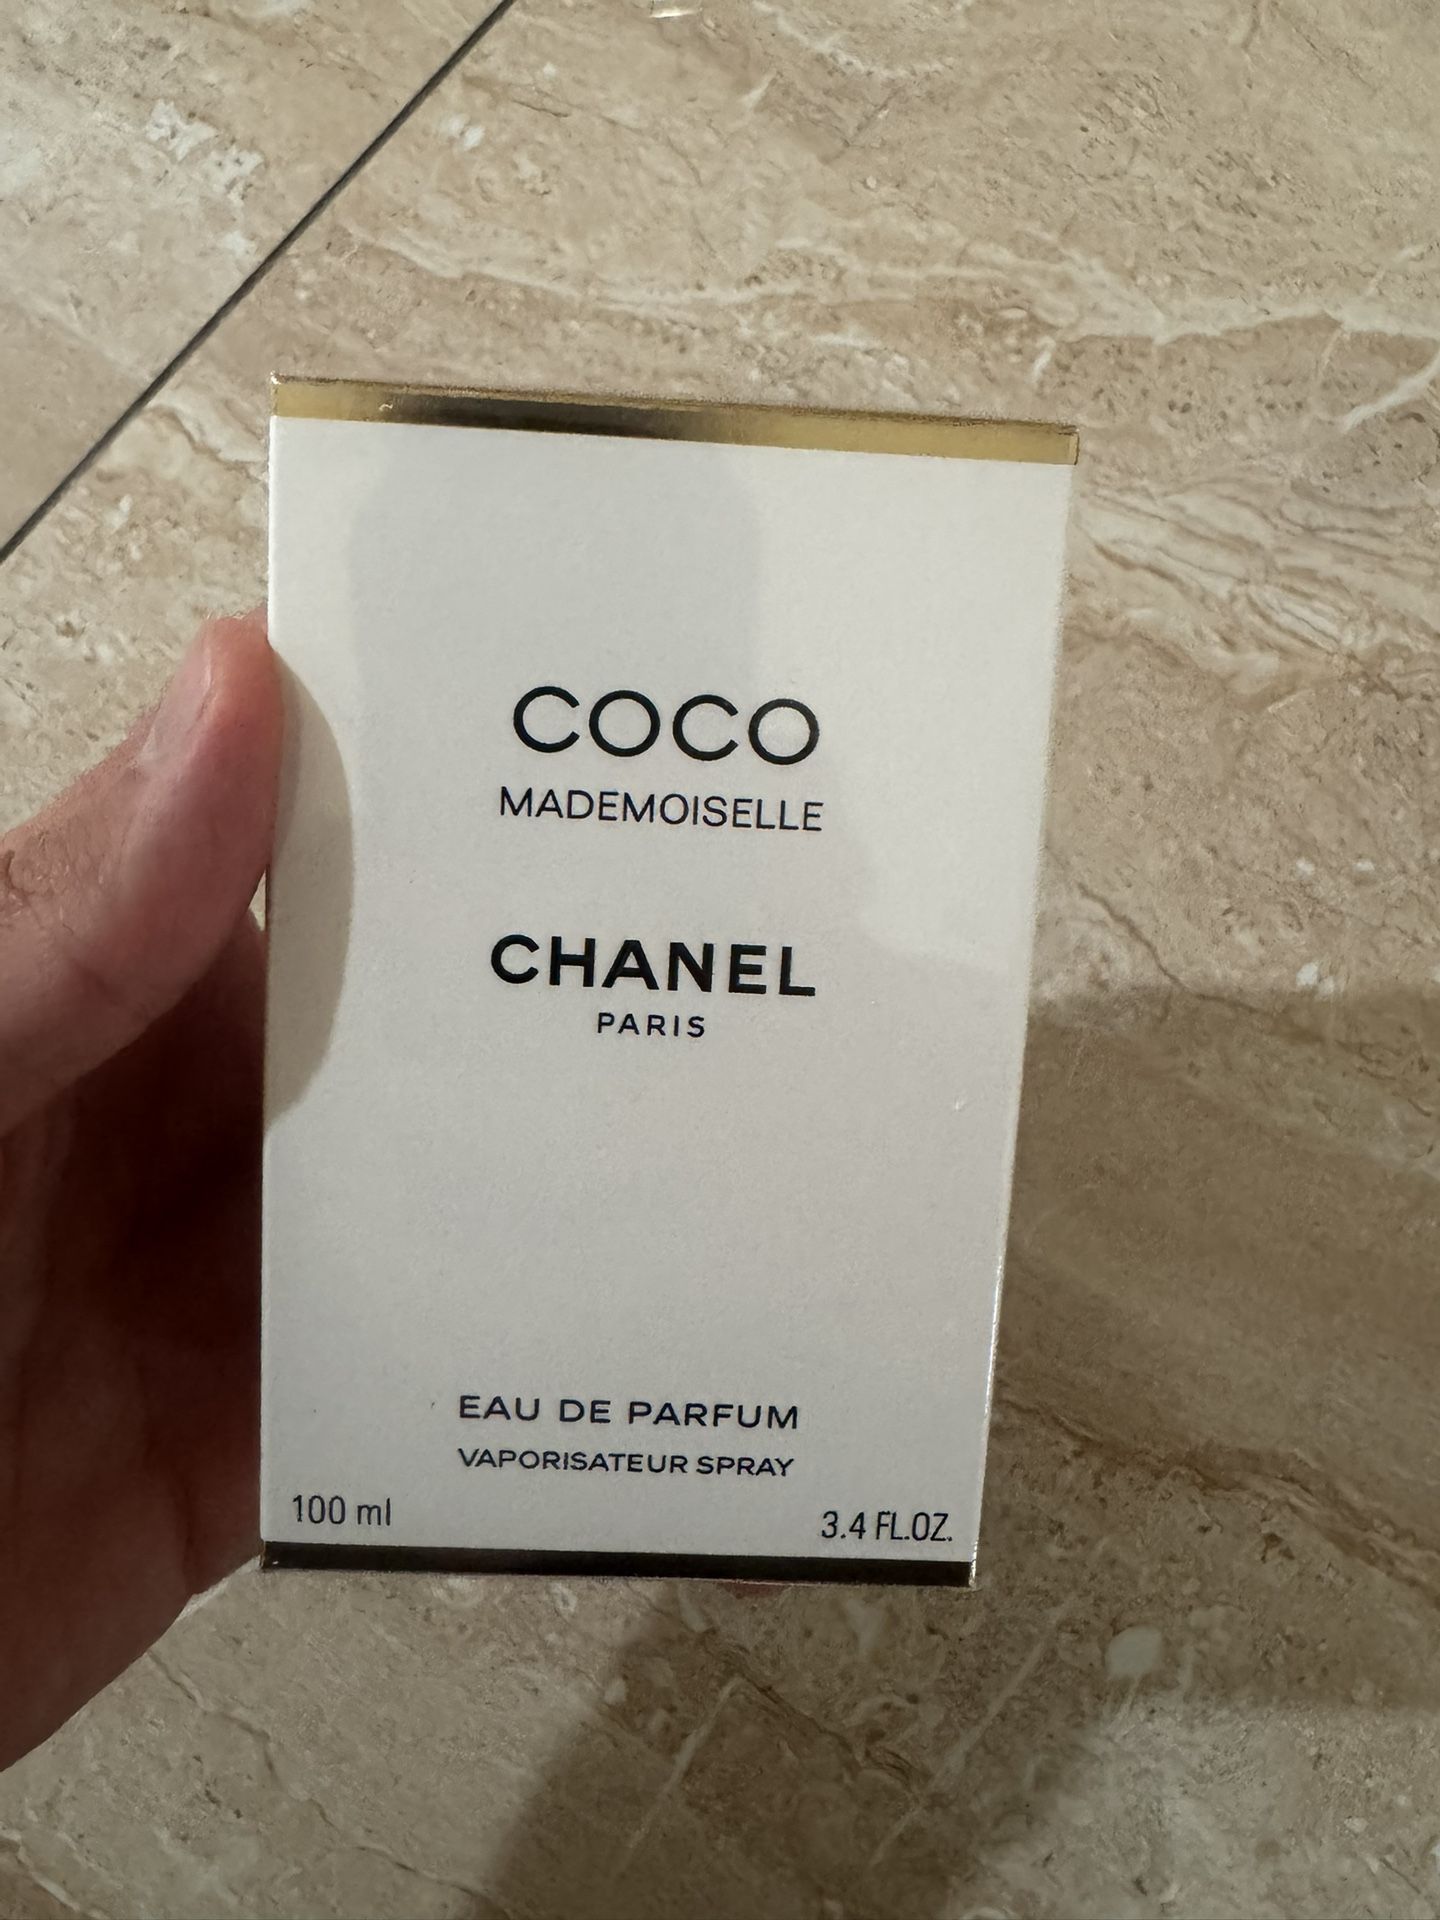 COCO
MADEMOISELLE
CHANEL
PARIS
EAU DE PARFUM
VAPORISATEUR SPRAY
100 ml 3.4 FL.OZ.